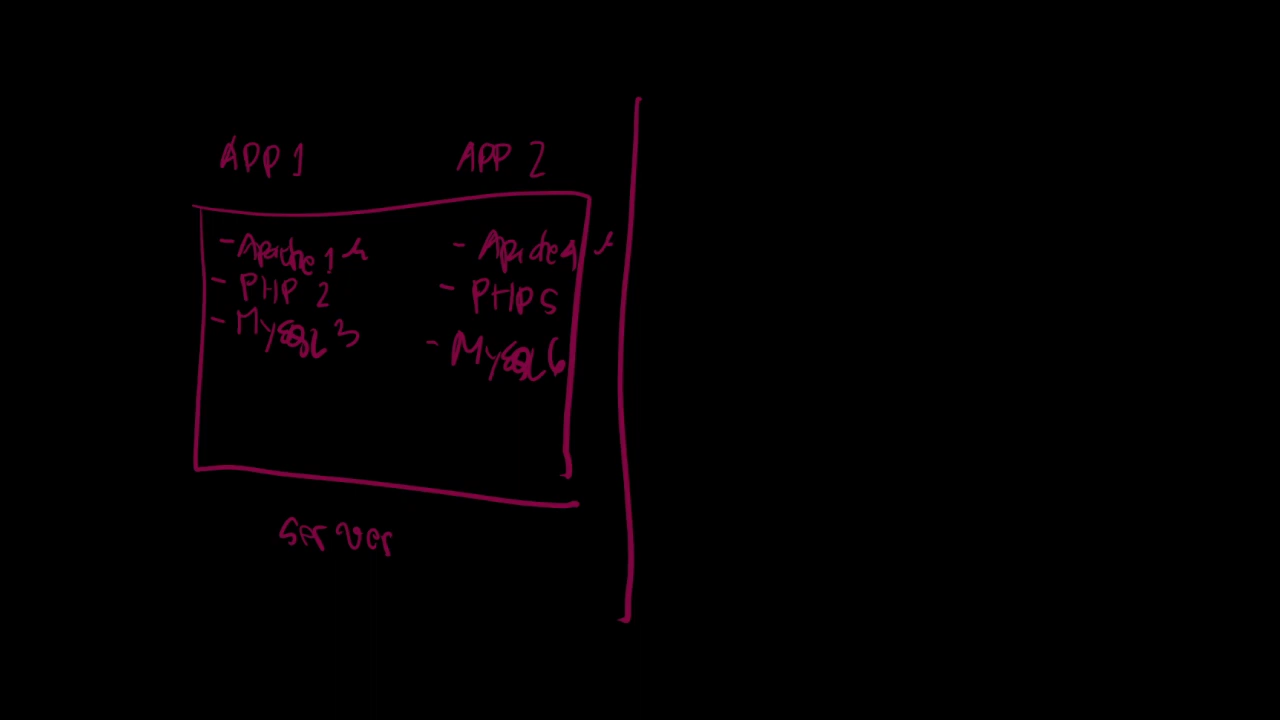 APP 1
APP 2
- Apache 1
- PHP 2
- MySQL 3
- Apache 4
- PHP 5
- MySQL 6
Server